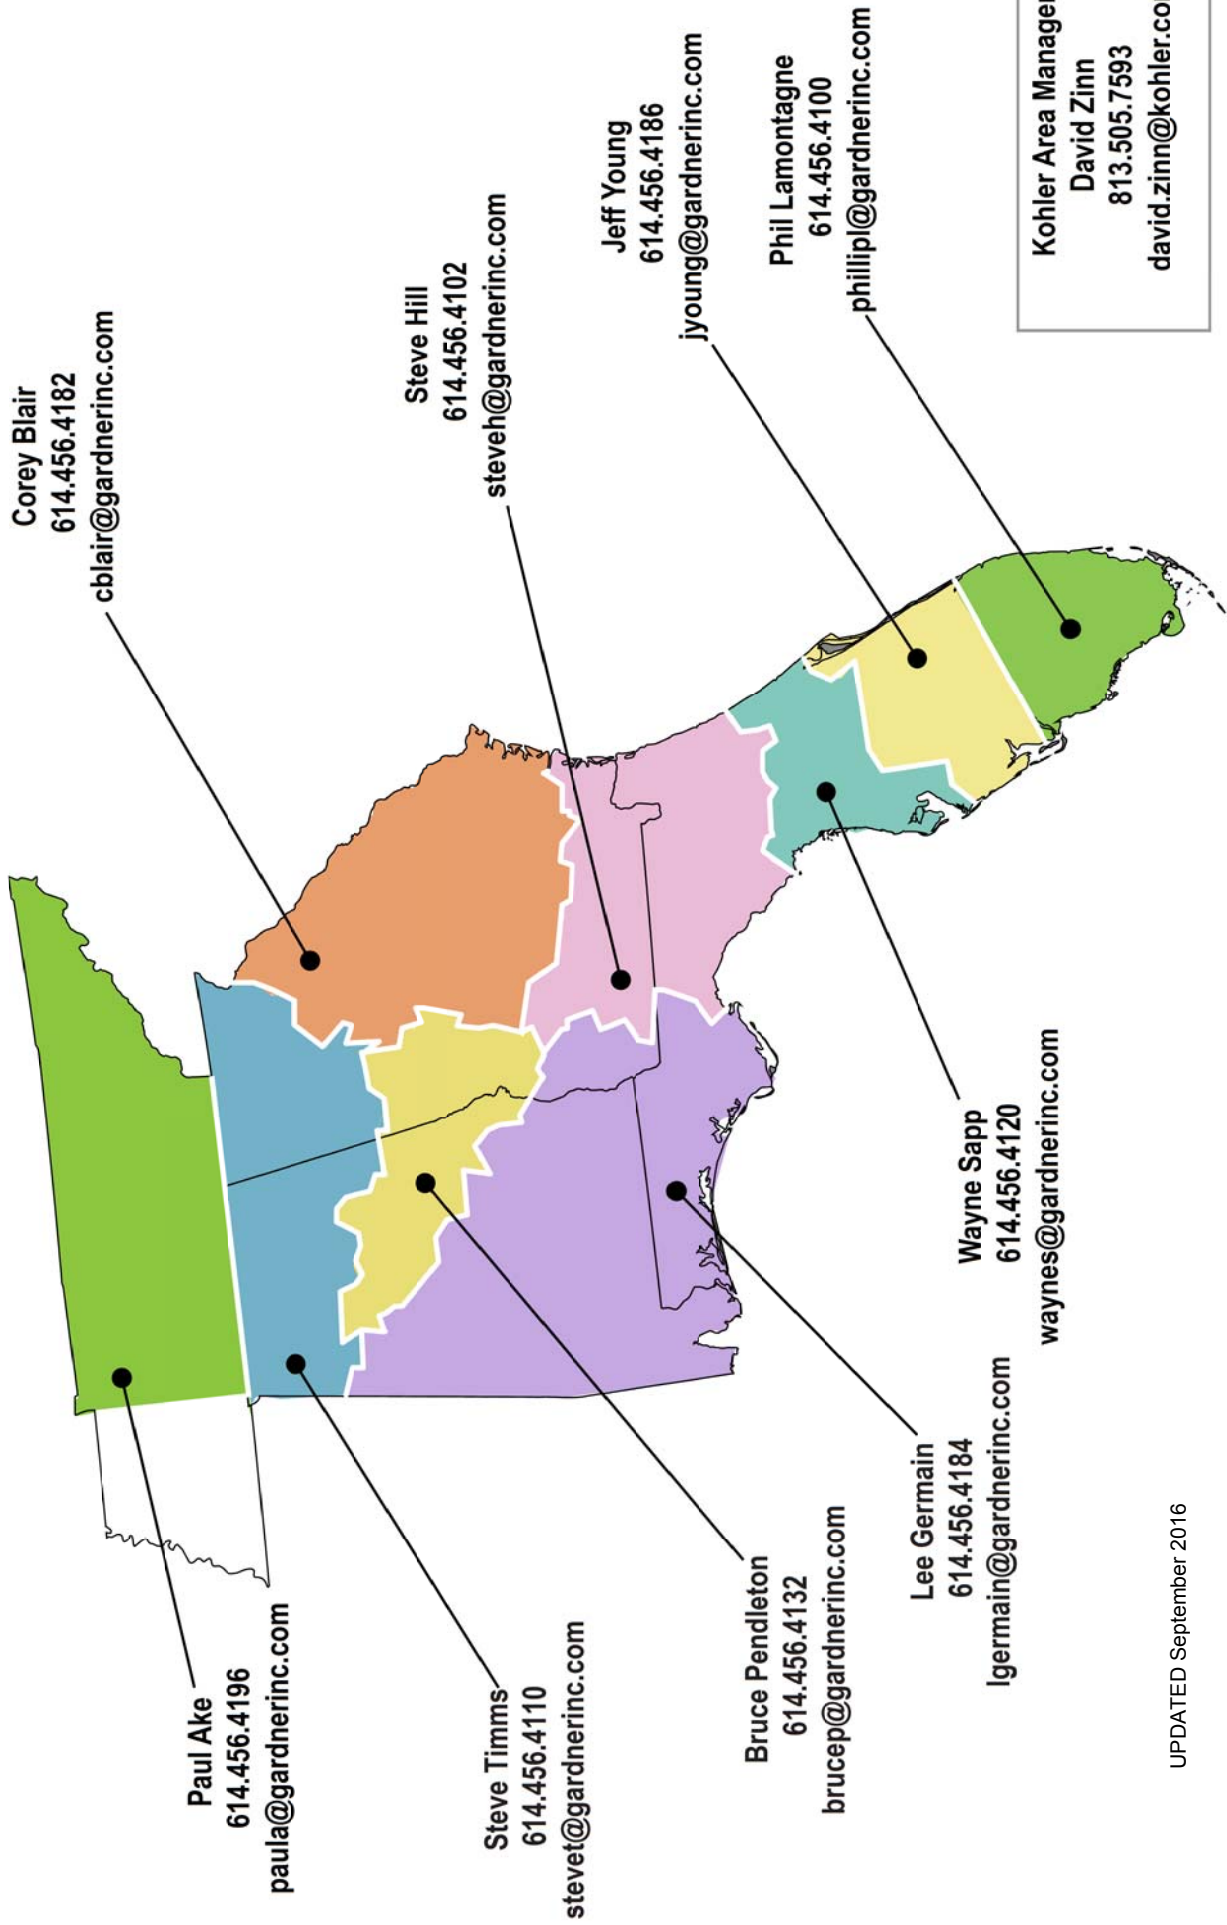 Corey Blair
614.456.4182
cblair@gardnerinc.com
Paul Ake
614.456.4196
paula@gardnerinc.com
Steve Hill
614.456.4102
steveh@gardnerinc.com
Steve Timms
614.456.4110
stevet@gardnerinc.com
Jeff Young
614.456.4186
jyoung@gardnerinc.com
Bruce Pendleton
614.456.4132
brucep@gardnerinc.com
Phil Lamontagne
614.456.4100
phillipl@gardnerinc.com
Lee Germain
614.456.4184
lgermain@gardnerinc.com
Wayne Sapp
614.456.4120
waynes@gardnerinc.com
Kohler Area Manager
David Zinn
813.505.7593
david.zinn@kohler.com
UPDATED September 2016